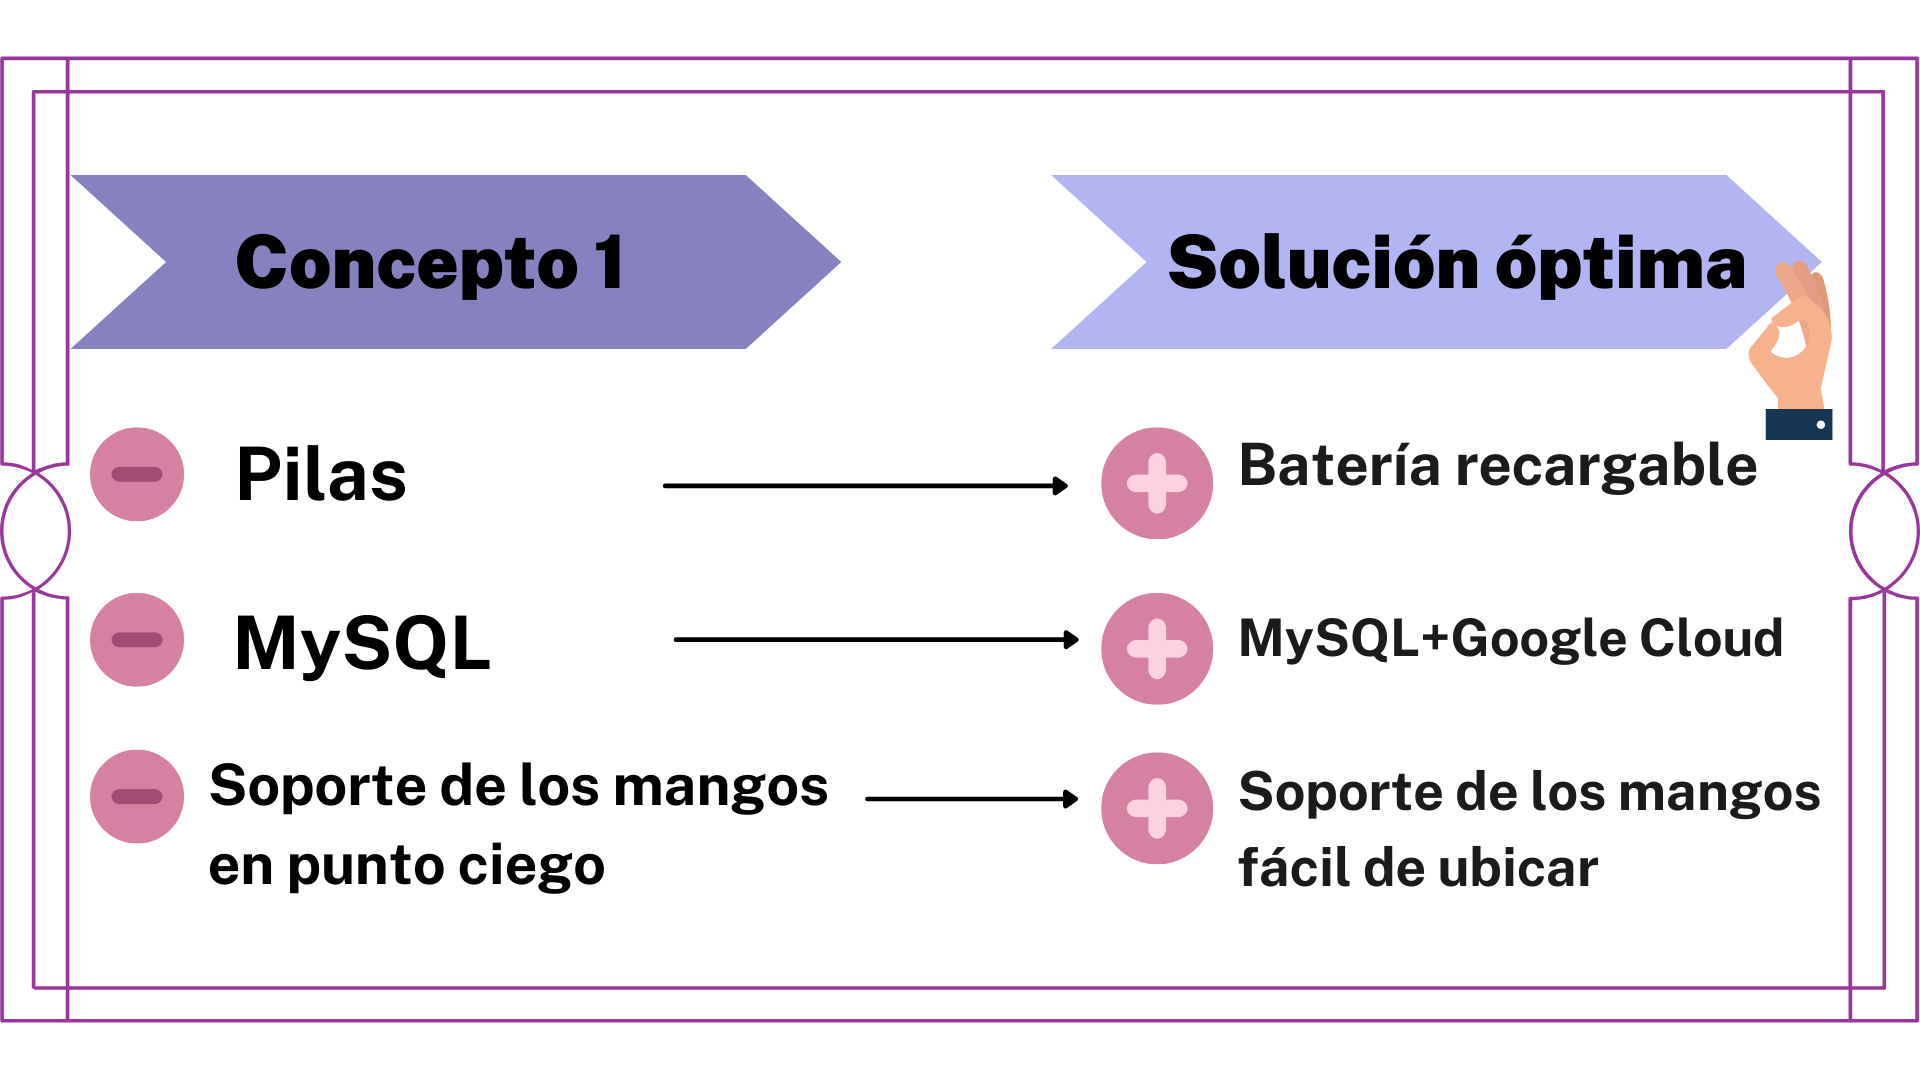 Concepto 1
Solución óptima
Pilas
Batería recargable
MySQL
MySQL+Google Cloud
Soporte de los mangos
en punto ciego
Soporte de los mangos
fácil de ubicar